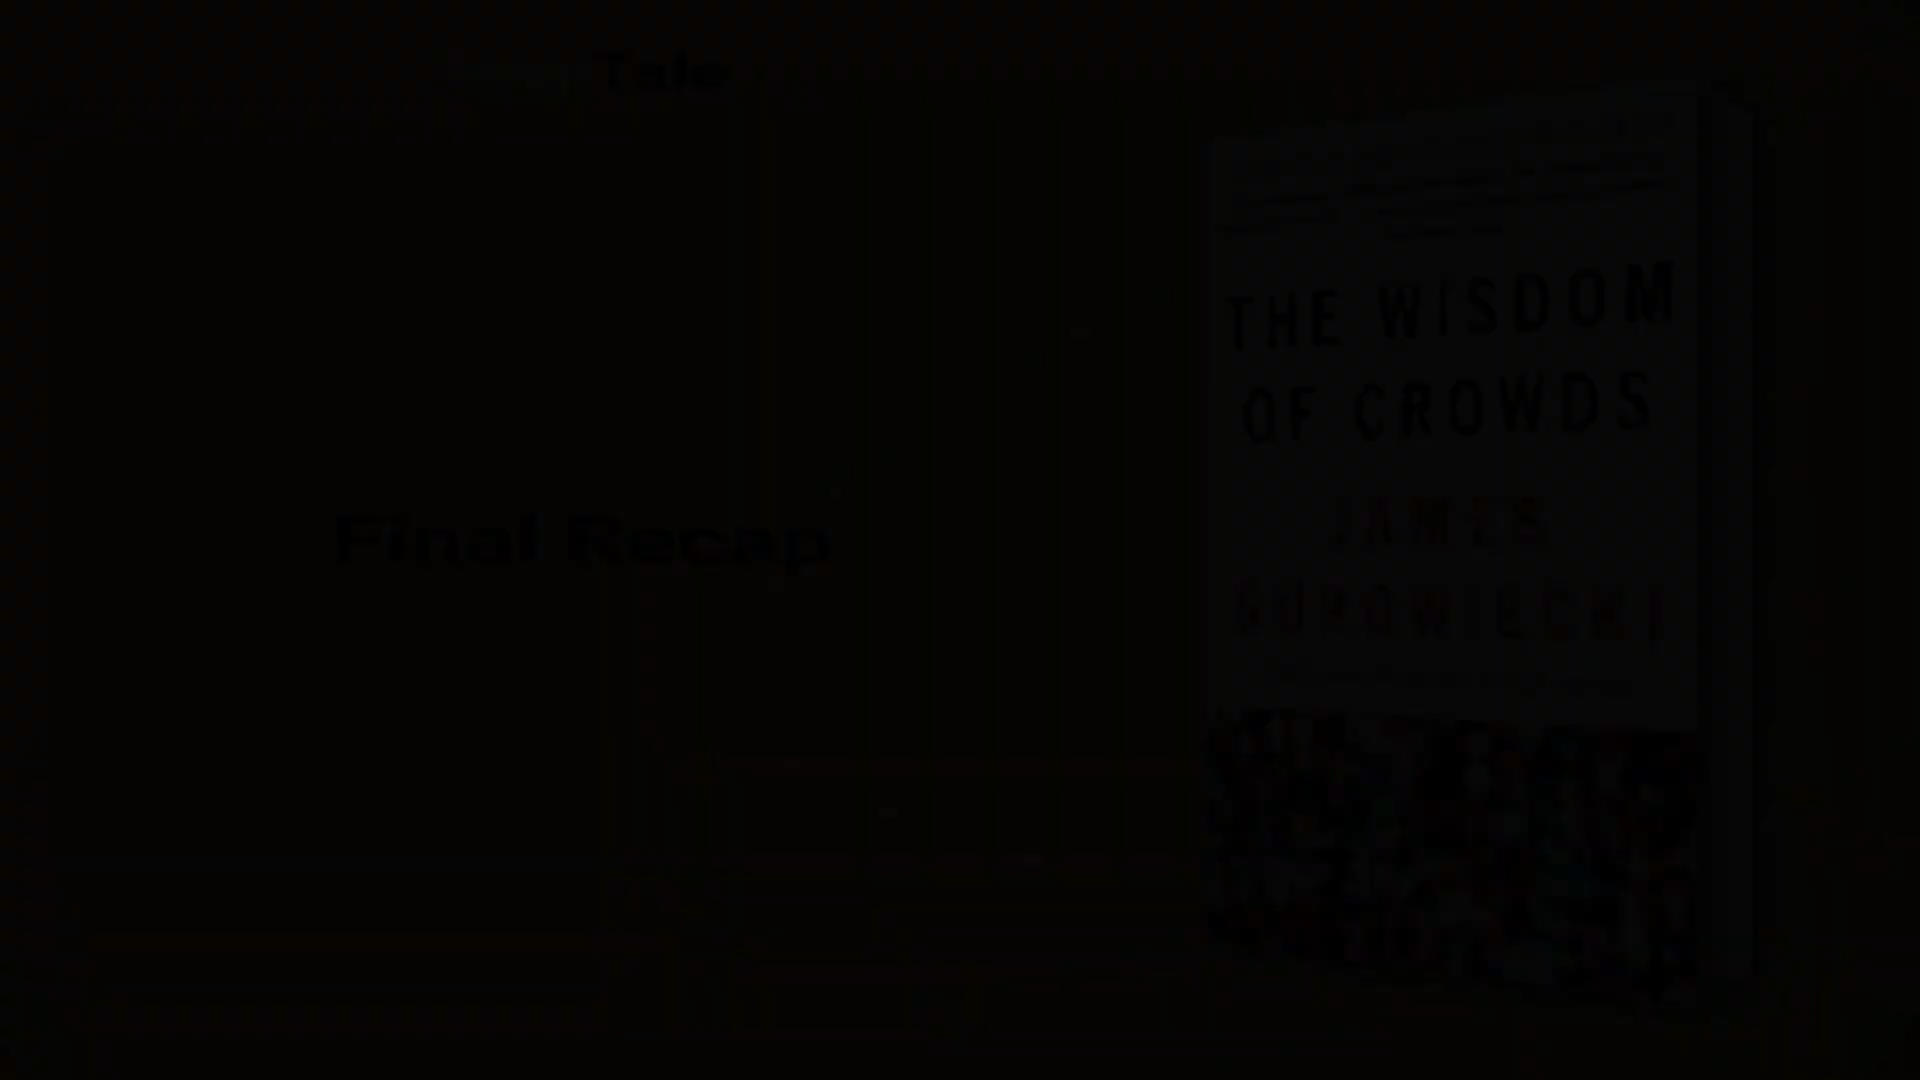 Tale
Final Recap
THE WISDOM
OF CROWDS
JAMES
SUROWIECKI